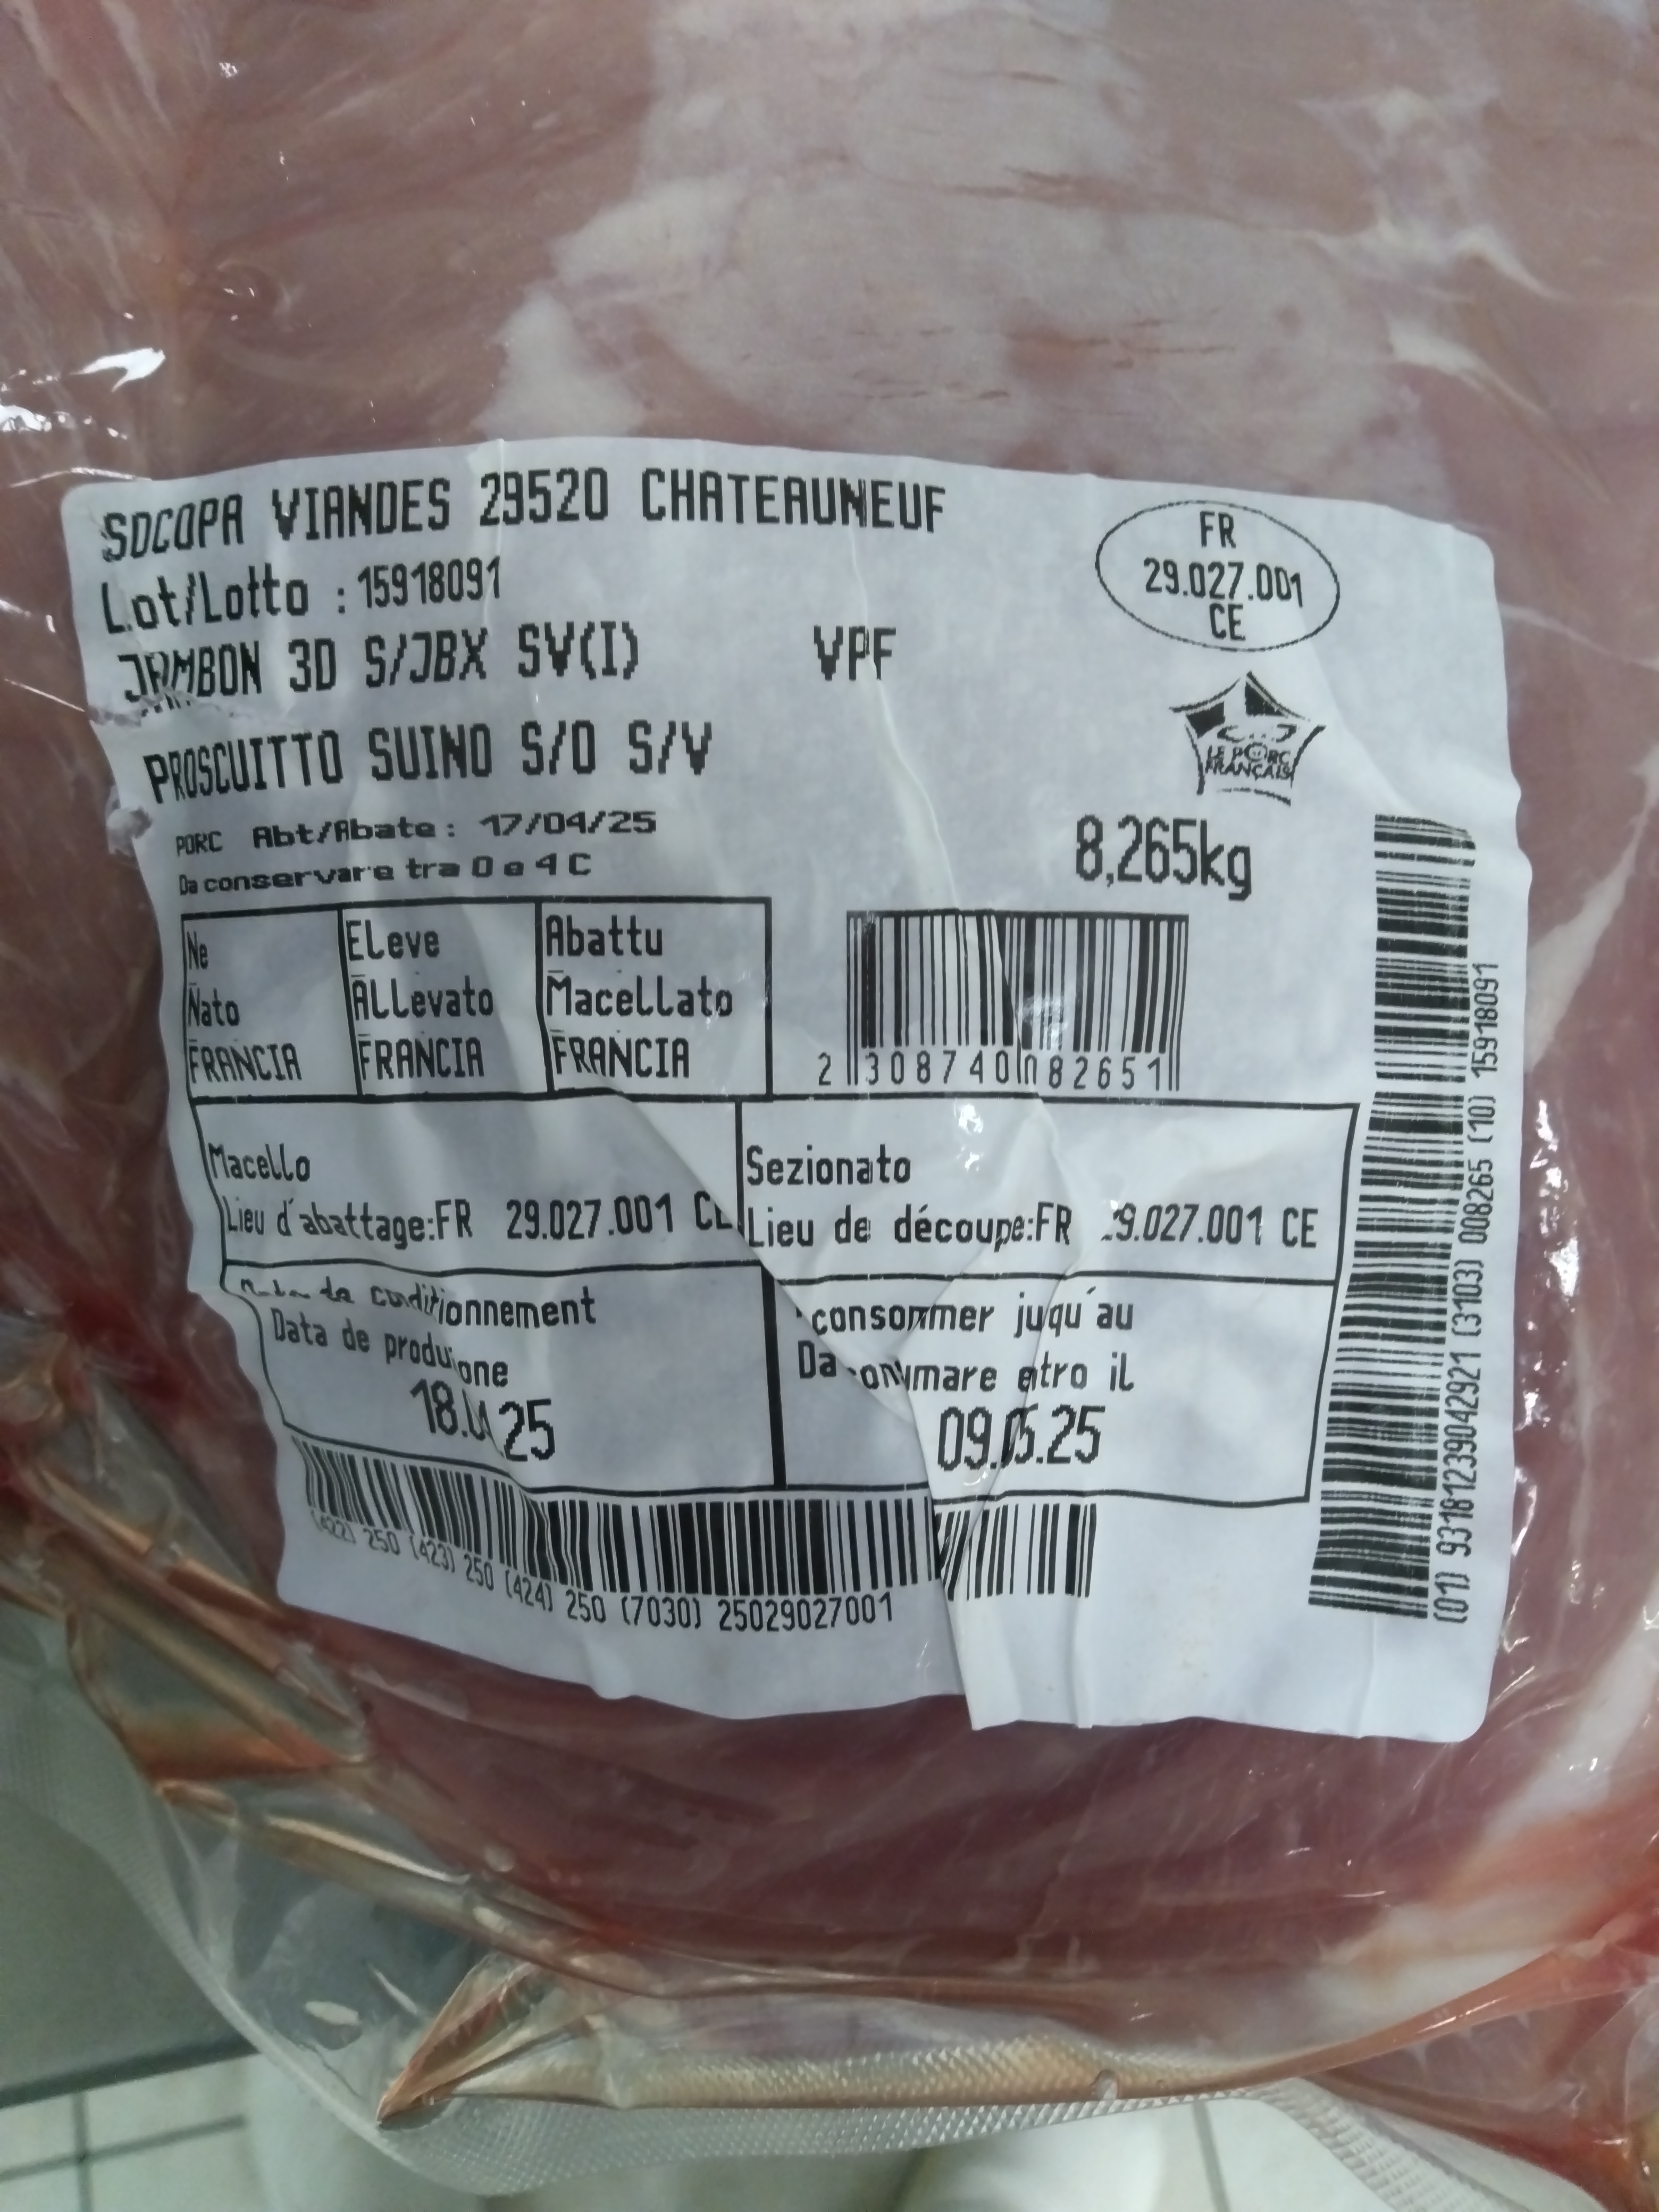 SOCOPA VIANDES 29520 CHATEAUNEUF
Lot/Lotto : 15918091
JAMBON 3D S/JBX SV(I) VPF
PROSCUITTO SUINO S/O S/V
PORC Abt/Abate : 17/04/25
Da conservare tra 0 e 4 C
FR
29.027.001
CE
LE PORC
FRANÇAIS
8,265kg
Ne
Nato
FRANCIA
ELeve
ALLevato
FRANCIA
Abattu
MaceLLato
FRANCIA
2 308740 082651
MaceLLo
Lieu d'abattage:FR 29.027.001 CE
Sezionato
Lieu de découpe:FR 29.027.001 CE
de conditionnement
Data de
18. 25
consommer juqu'au
Da etro il
09.05.25
(422) 250 (423) 250 (424) 250 (7030) 25029027001
(01) 93181239042921 (3103) 008265 (10) 15918091